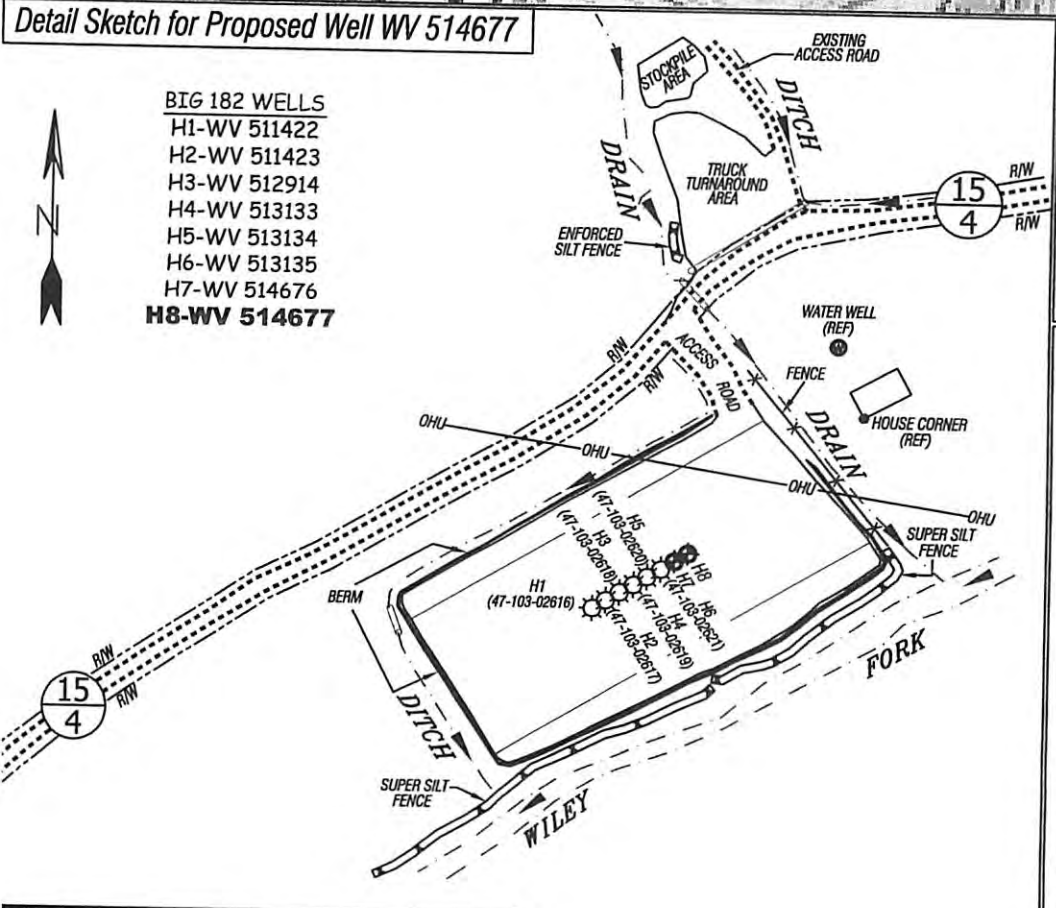 Detail Sketch for Proposed Well WV 514677
BIG 182 WELLS
H1-WV 511422
H2-WV 511423
H3-WV 512914
H4-WV 513133
H5-WV 513134
H6-WV 513135
H7-WV 514676
H8-WV 514677
N
STOCKPILE
AREA
EXISTING
ACCESS ROAD
DITCH
DRAIN
TRUCK
TURNAROUND
AREA
ENFORCED
SILT FENCE
R/W
15
4
R/W
WATER WELL
(REF)
FENCE
HOUSE CORNER
(REF)
DRAIN
ACCESS
ROAD
R/W
R/W
OHU
OHU
OHU
OHU
SUPER SILT
FENCE
H5
(47-103-02620)
H3
(47-103-02618)
H1
(47-103-02616)
H8
H7
H6
(47-103-02621)
H4
(47-103-02619)
H2
(47-103-02617)
BERM
R/W
15
4
R/W
DITCH
SUPER SILT
FENCE
WILEY
FORK